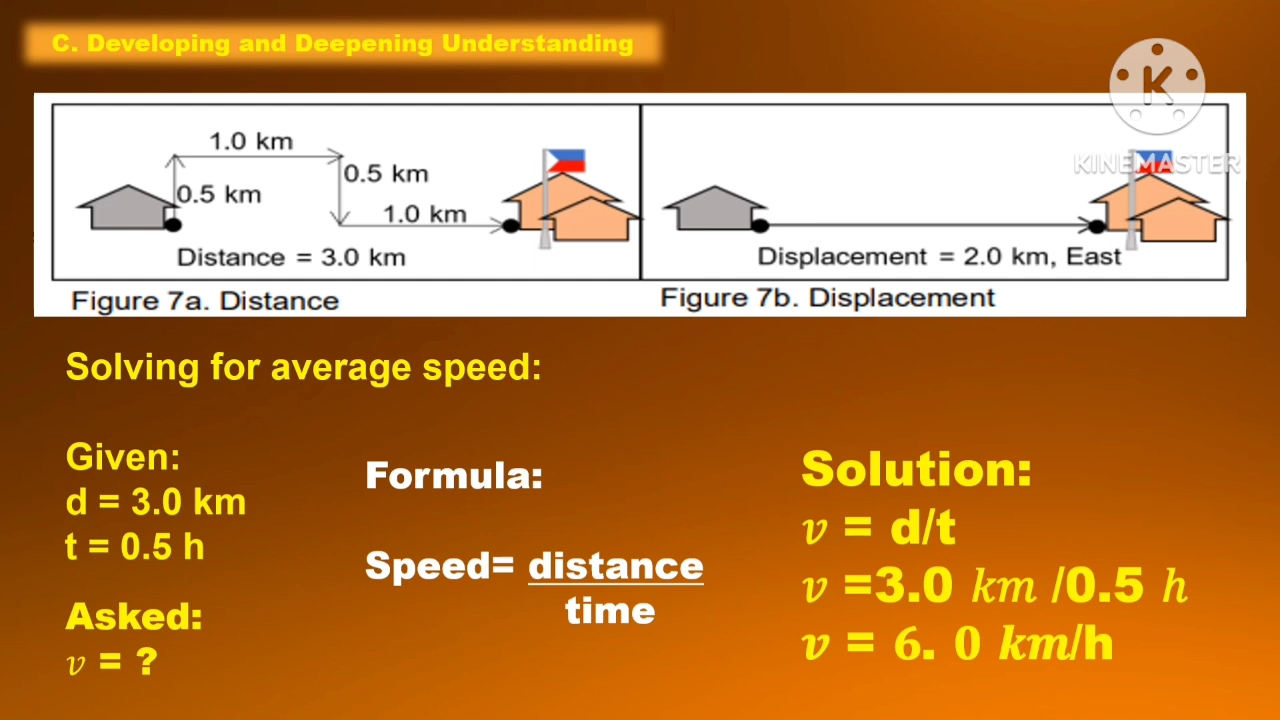 C. Developing and Deepening Understanding
K
KINEMASTER
1.0 km
0.5 km
0.5 km
1.0 km
Distance = 3.0 km
Figure 7a. Distance
Displacement = 2.0 km, East
Figure 7b. Displacement
Solving for average speed:
Given:
d = 3.0 km
t = 0.5 h
Asked:
v = ?
Formula:
Speed= distance
time
Solution:
v = d/t
v =3.0 km /0.5 h
v = 6. 0 km/h